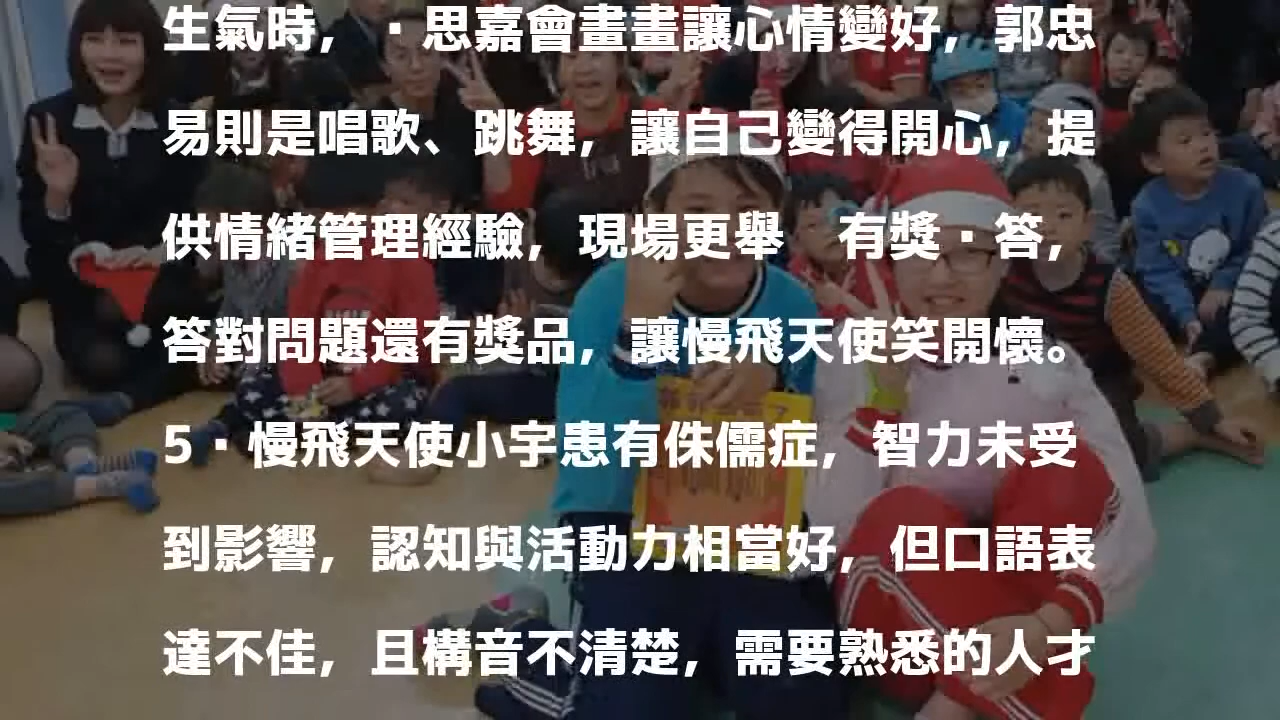 生氣時，·思嘉會畫畫讓心情變好，郭忠
易則是唱歌、跳舞，讓自己變得開心，提
供情緒管理經驗，現場更舉　有獎·答，
答對問題還有獎品，讓慢飛天使笑開懷。
5·慢飛天使小宇患有侏儒症，智力未受
到影響，認知與活動力相當好，但口語表
達不佳，且構音不清楚，需要熟悉的人才